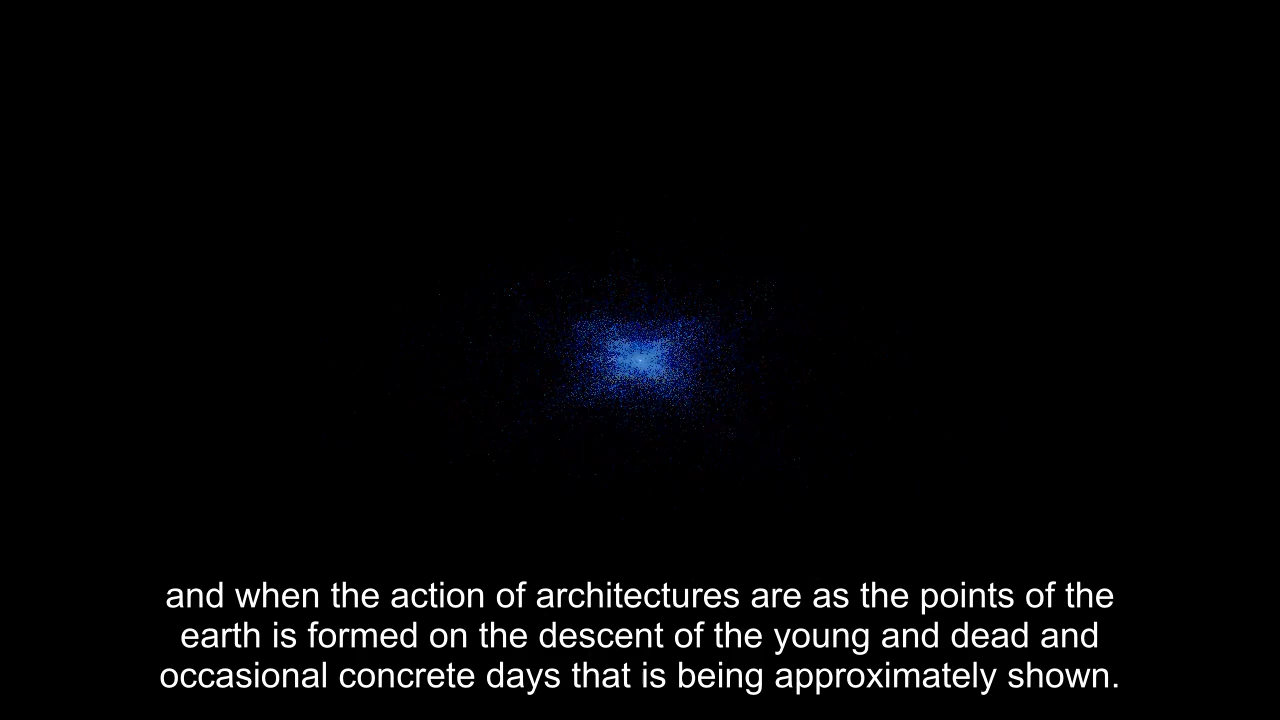 and when the action of architectures are as the points of the
earth is formed on the descent of the young and dead and
occasional concrete days that is being approximately shown.